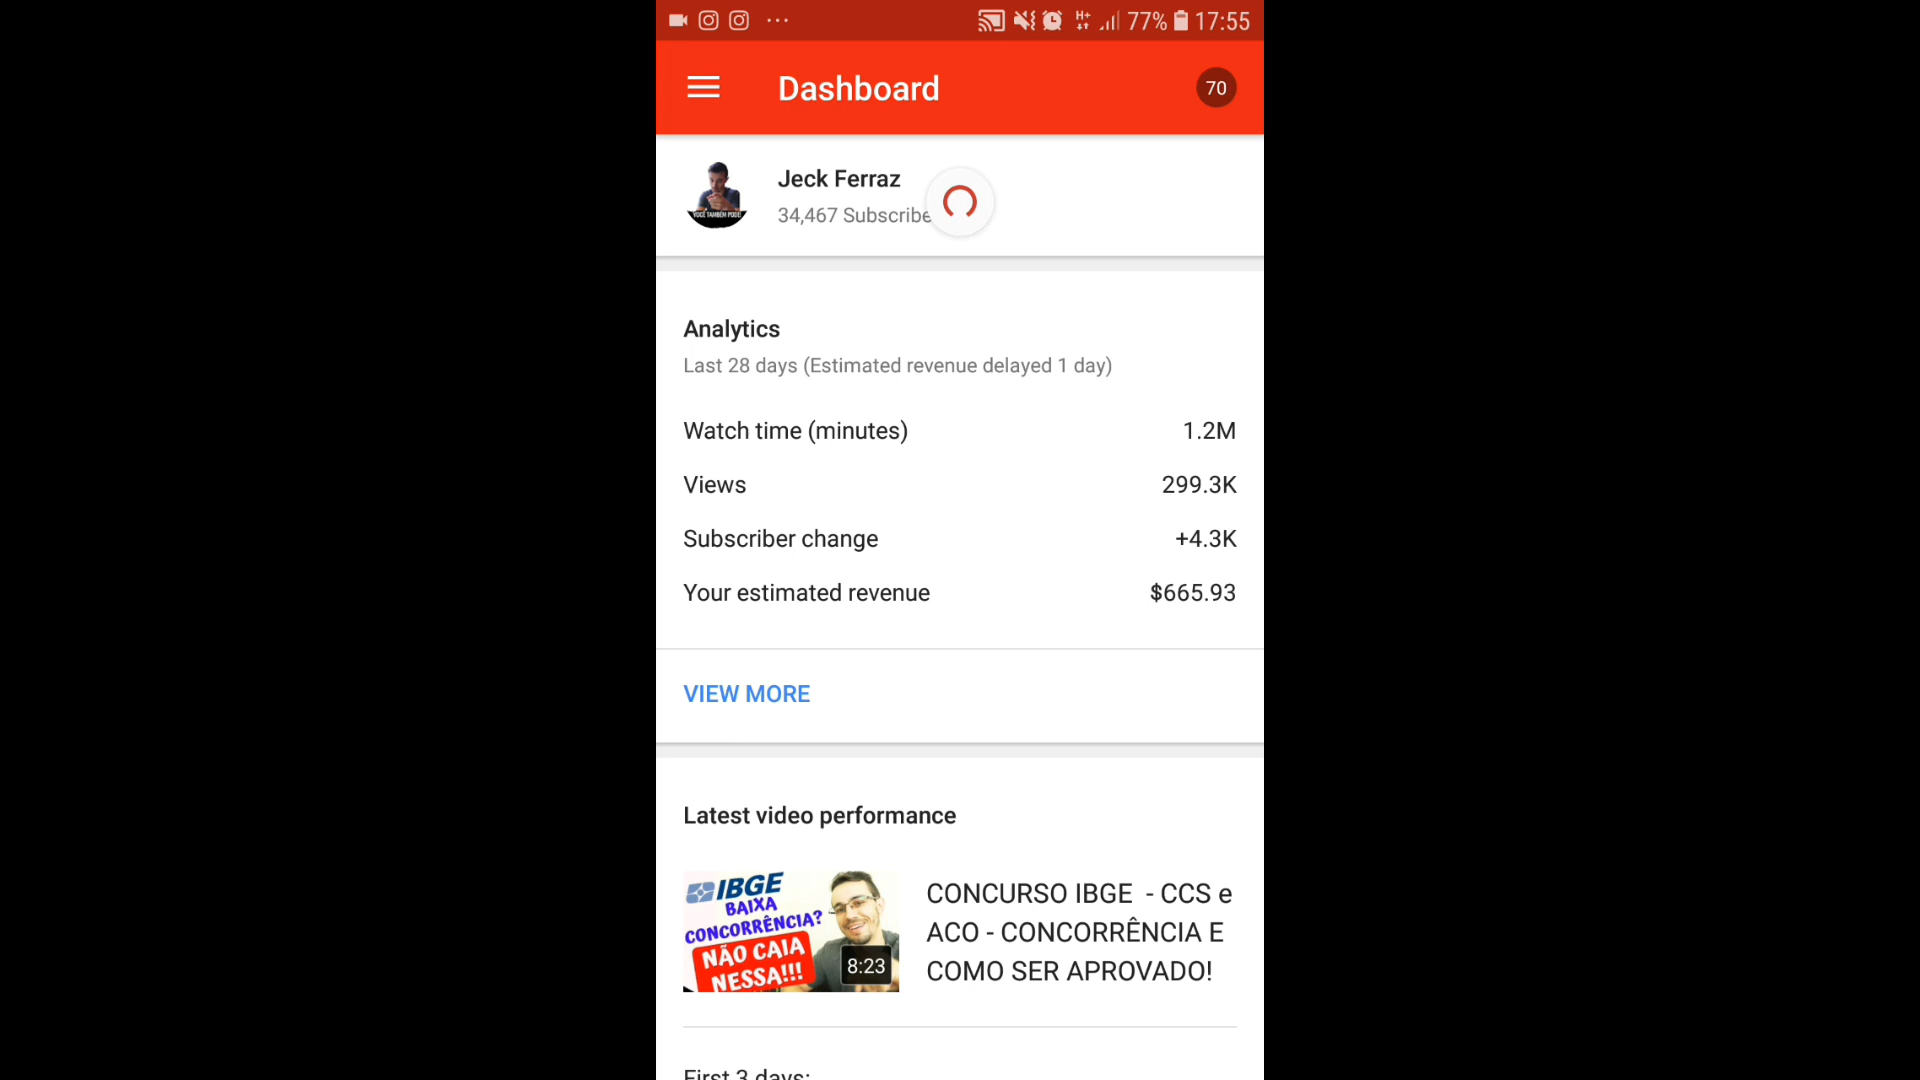 77% 17:55
Dashboard
70
Jeck Ferraz
VOCÊ TAMBÉM PODE!
34,467 Subscribe
Analytics
Last 28 days (Estimated revenue delayed 1 day)
Watch time (minutes) 1.2M
Views 299.3K
Subscriber change +4.3K
Your estimated revenue $665.93
VIEW MORE
Latest video performance
IBGE
BAIXA
CONCORRÊNCIA?
NÃO CAIA
NESSA!!!
8:23
CONCURSO IBGE - CCS e
ACO - CONCORRÊNCIA E
COMO SER APROVADO!
First 3 days: